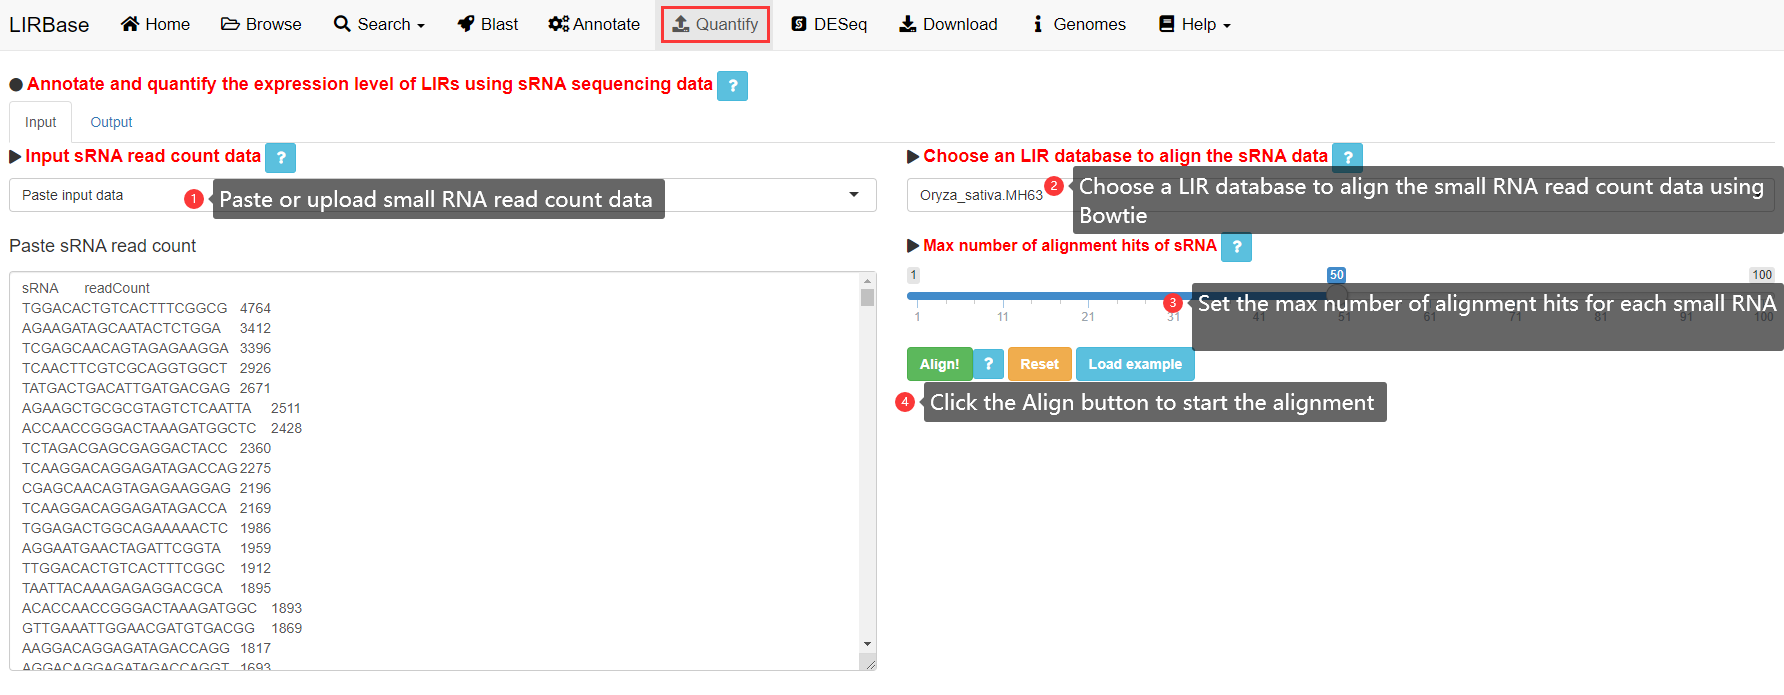 LIRBase Home Browse Search Blast Annotate Quantify DESeq Download Genomes Help
Annotate and quantify the expression level of LIRs using sRNA sequencing data ?
Input Output
Input sRNA read count data ?
Paste input data
1 Paste or upload small RNA read count data
Paste sRNA read count
sRNA readCount
TGGACACTGTCACTTTCGGCG 4764
AGAAGATAGCAATACTCTGGA 3412
TCGAGCAACAGTAGAGAAGGA 3396
TCAACTTCGTCGCAGGTGGCT 2926
TATGACTGACATTGATGACGAG 2671
AGAAGCTGCGCGTAGTCTCAATTA 2511
ACCAACCGGGACTAAAGATGGCTC 2428
TCTAGACGAGCGAGGACTACC 2360
TCAAGGACAGGAGATAGACCAG 2275
CGAGCAACAGTAGAGAAGGAG 2196
TCAAGGACAGGAGATAGACCA 2169
TGGAGACTGGCAGAAAAACTC 1986
AGGAATGAACTAGATTCGGTA 1959
TTGGACACTGTCACTTTCGGC 1912
TAATTACAAAGAGAGGACGCA 1895
ACACCAACCGGGACTAAAGATGGC 1893
GTTGAAATTGGAACGATGTGACGG 1869
AAGGACAGGAGATAGACCAGG 1817
AGGACAGGAGATAGACCAGGT 1693
Choose an LIR database to align the sRNA data ?
Oryza_sativa.MH63
2 Choose a LIR database to align the small RNA read count data using
Bowtie
Max number of alignment hits of sRNA ?
1 50 100
3 Set the max number of alignment hits for each small RNA
1 11 21 31 41 51 61 71 81 91 100
Align! ? Reset Load example
4 Click the Align button to start the alignment